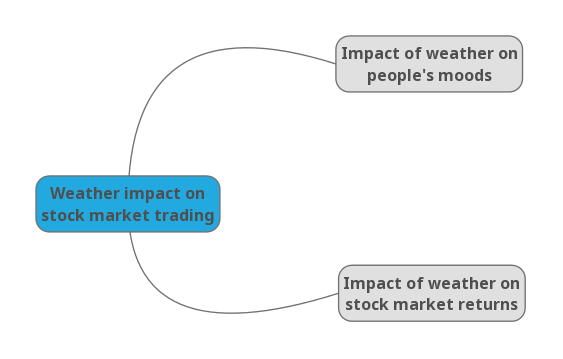 Impact of weather on
people's moods
Weather impact on
stock market trading
Impact of weather on
stock market returns